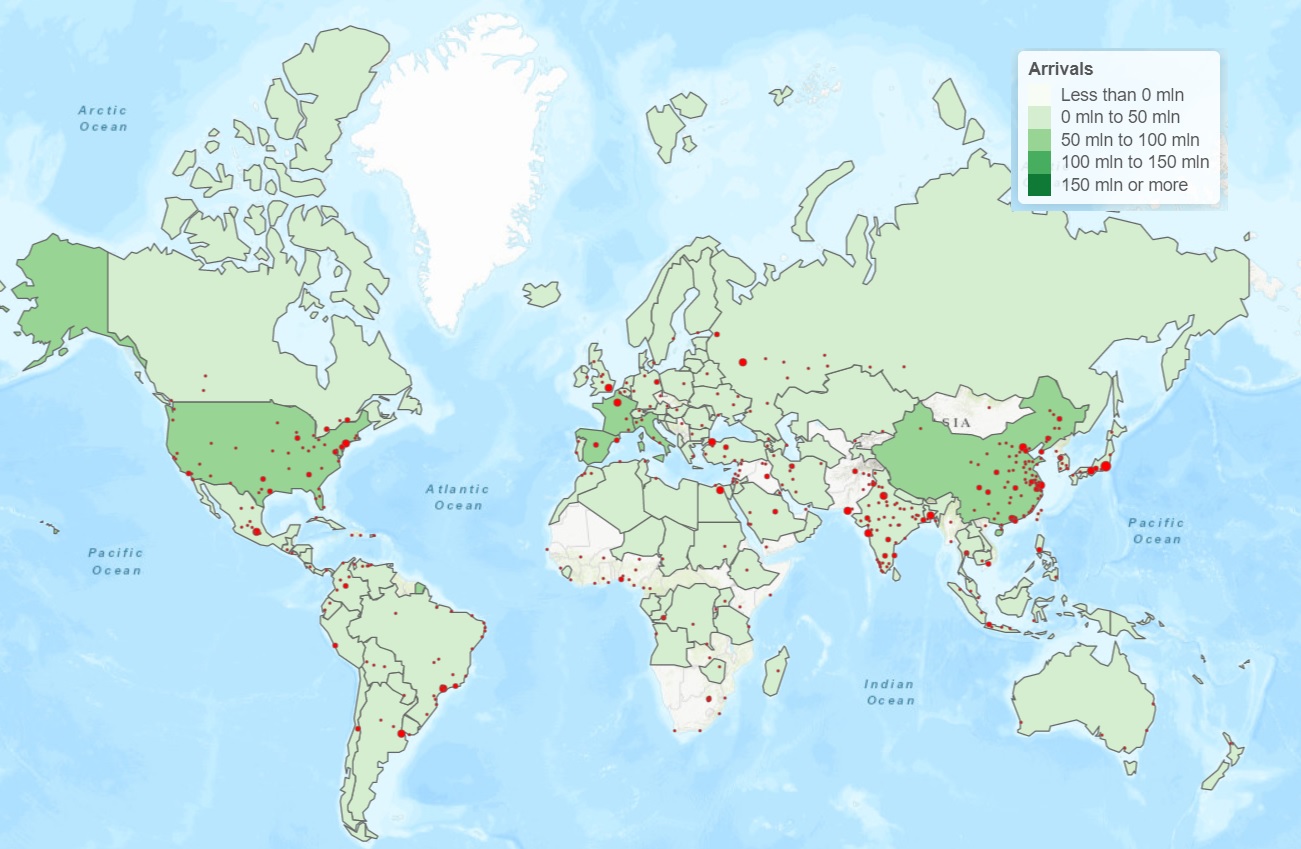 Arrivals
Less than 0 mln
0 mln to 50 mln
50 mln to 100 mln
100 mln to 150 mln
150 mln or more
Arctic
Ocean
SIA
Atlantic
Ocean
Pacific
Ocean
Pacific
Ocean
Indian
Ocean